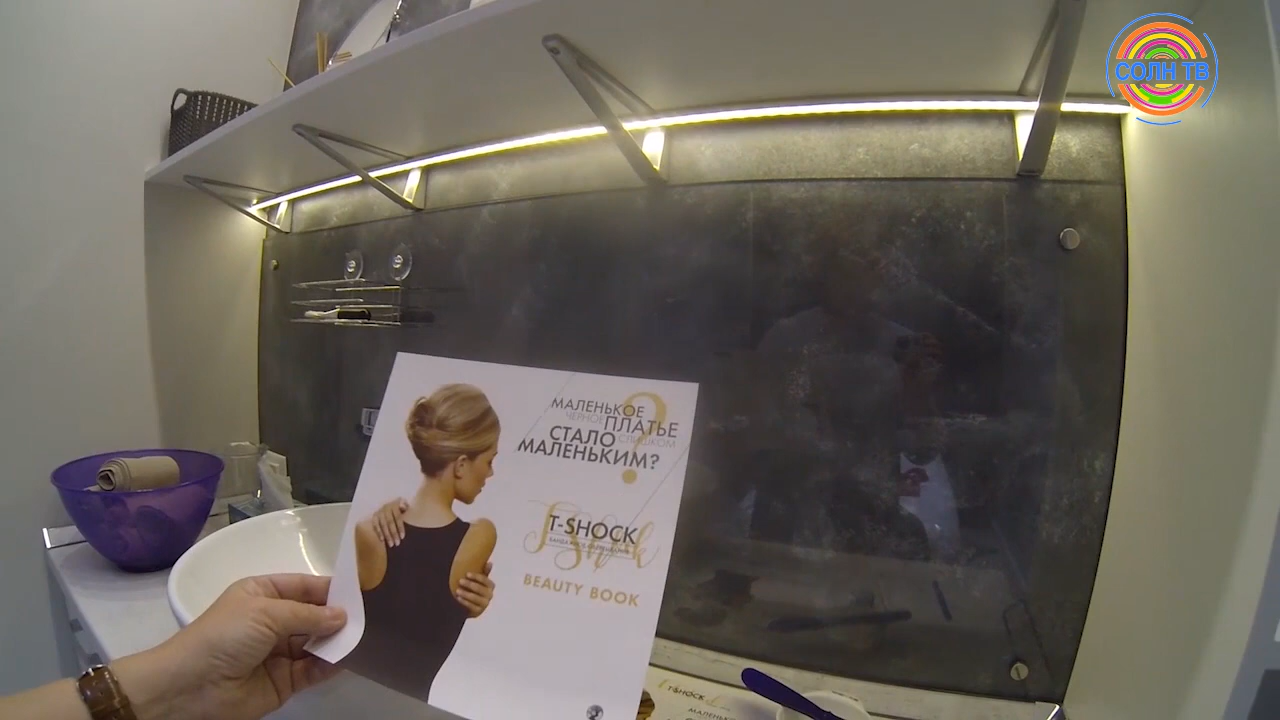 СОЛН ТВ
МАЛЕНЬКОЕ
ЧЕРНОЕ ПЛАТЬЕ
СТАЛО СЛИШКОМ
МАЛЕНЬКИМ?
T-SHOCK
BEAUTY BOOK
T-SHOCK